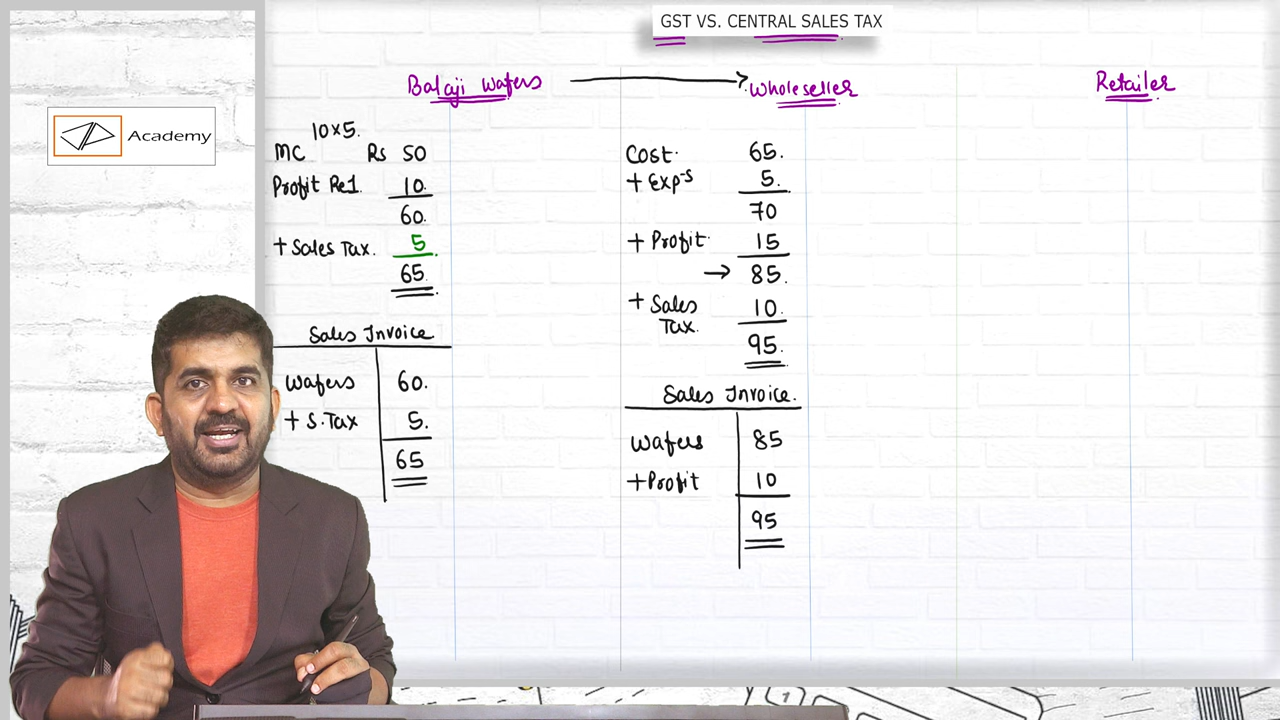 GST VS. CENTRAL SALES TAX
Academy
Balaji Wafers
10x5.
MC Rs 50
Profit Re1. 10.
60.
+ Sales Tax. 5.
65.
Sales Invoice
Wafers 60.
+ S.Tax 5.
65
Wholeseller
Cost. 65.
+ Exp-s 5.
70
+ Profit. 15
→ 85.
+ Sales Tax. 10.
95.
Sales Invoice.
Wafers 85
+Profit 10
95
Retailer